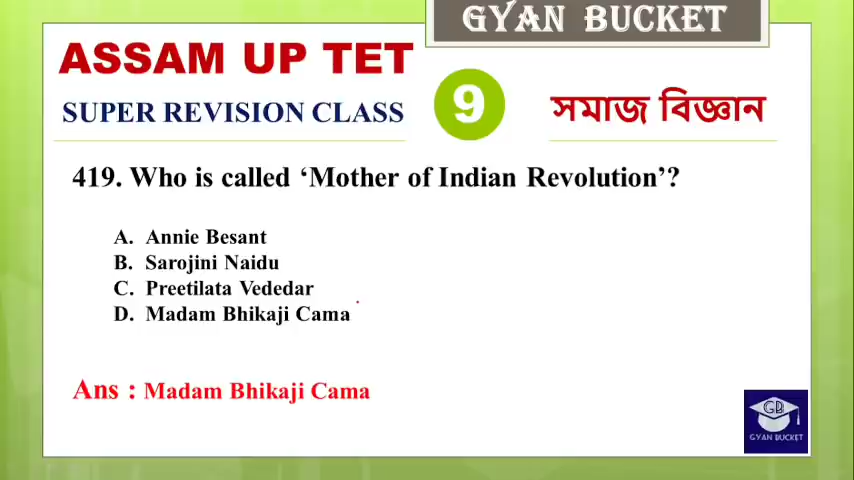 GYAN BUCKET
ASSAM UP TET
SUPER REVISION CLASS
9
সমাজ বিজ্ঞান
419. Who is called ‘Mother of Indian Revolution’?
A. Annie Besant
B. Sarojini Naidu
C. Preetilata Vededar
D. Madam Bhikaji Cama
Ans : Madam Bhikaji Cama
GB
GYAN BUCKET